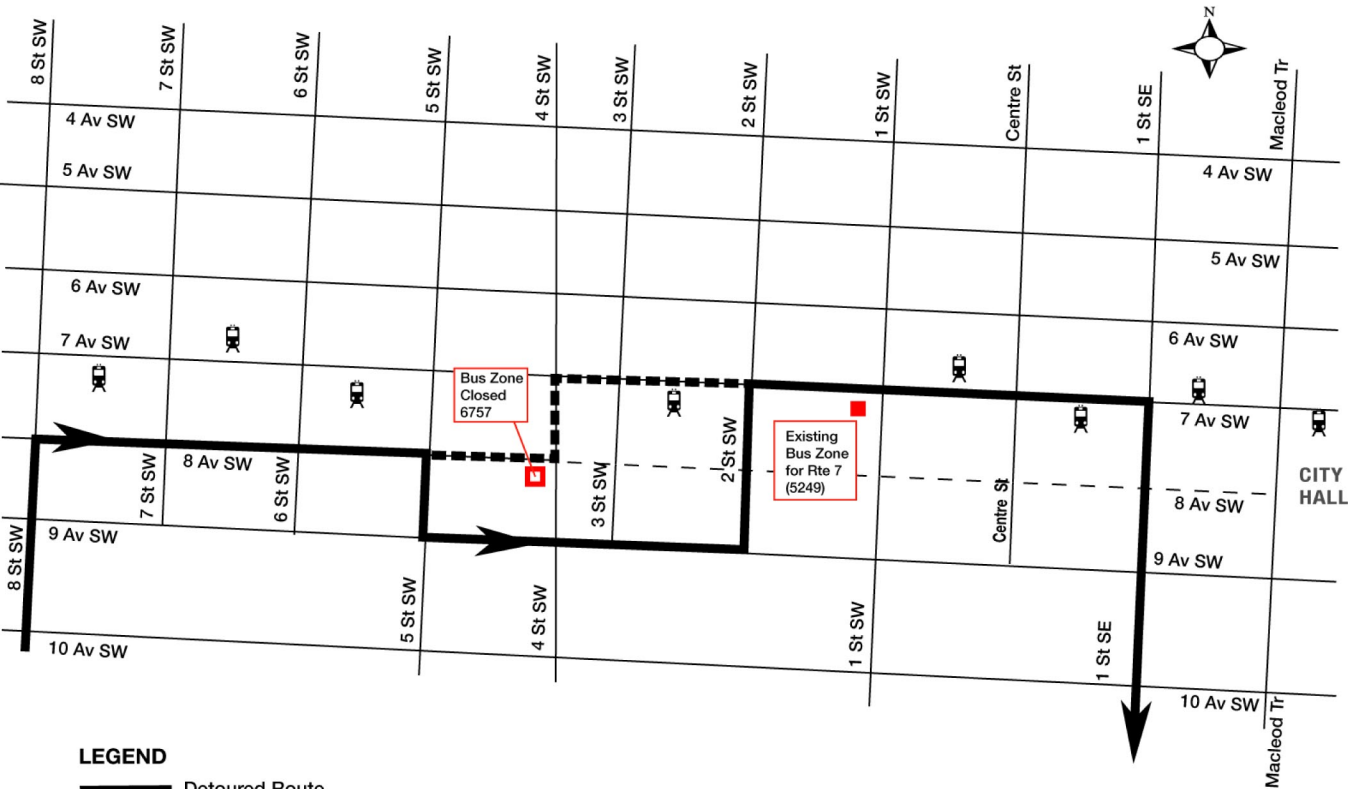 N
8 St SW
7 St SW
6 St SW
5 St SW
4 St SW
3 St SW
2 St SW
1 St SW
Centre St
1 St SE
Macleod Tr
4 Av SW
4 Av SW
5 Av SW
5 Av SW
6 Av SW
6 Av SW
7 Av SW
7 Av SW
Bus Zone
Closed
6757
Existing
Bus Zone
for Rte 7
(5249)
2 St SW
8 Av SW
7 St SW
6 St SW
3 St SW
Centre St
CITY
HALL
8 Av SW
9 Av SW
9 Av SW
8 St SW
5 St SW
4 St SW
1 St SW
1 St SE
10 Av SW
10 Av SW
Macleod Tr
LEGEND
Detoured Route